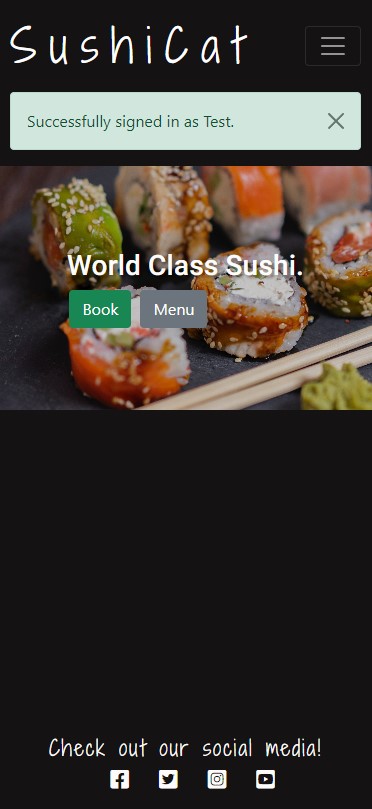 SushiCat
Successfully signed in as Test.
World Class Sushi.
Book Menu
Check out our social media!